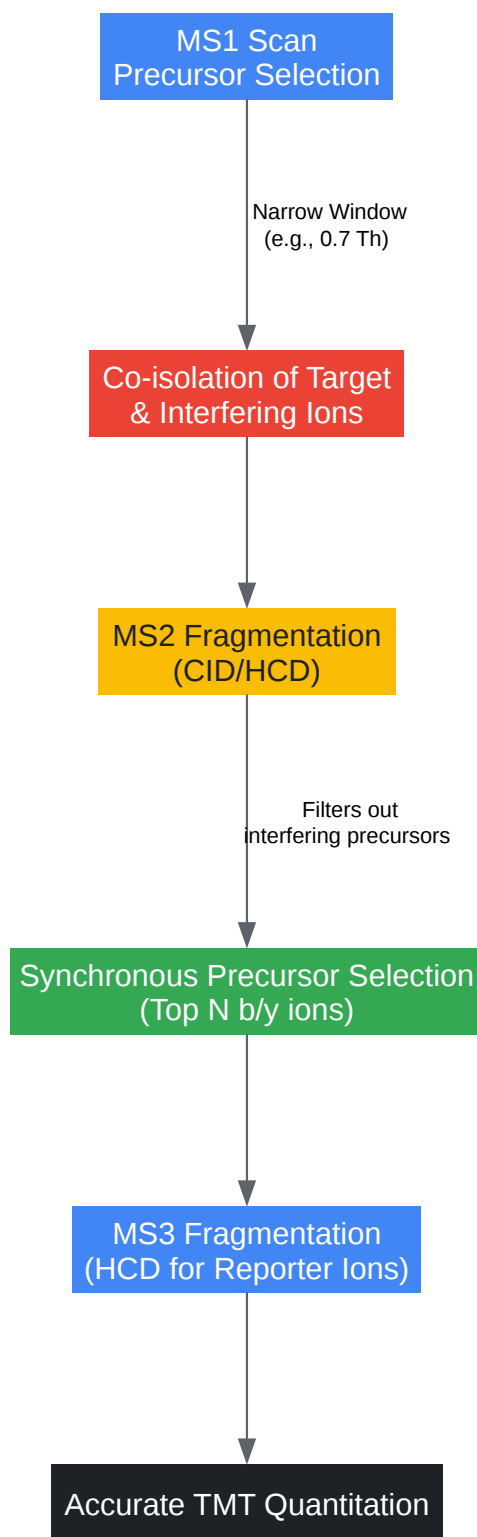 MS1 Scan
Precursor Selection
Narrow Window
(e.g., 0.7 Th)
Co-isolation of Target
& Interfering Ions
MS2 Fragmentation
(CID/HCD)
Filters out
interfering precursors
Synchronous Precursor Selection
(Top N b/y ions)
MS3 Fragmentation
(HCD for Reporter Ions)
Accurate TMT Quantitation